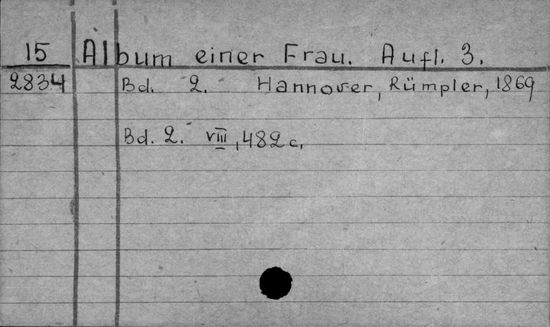 15 Album einer Frau. Aufl. 3.
2834 Bd. 2. Hannover, Rümpler, 1869
Bd. 2. VIII, 482 c.